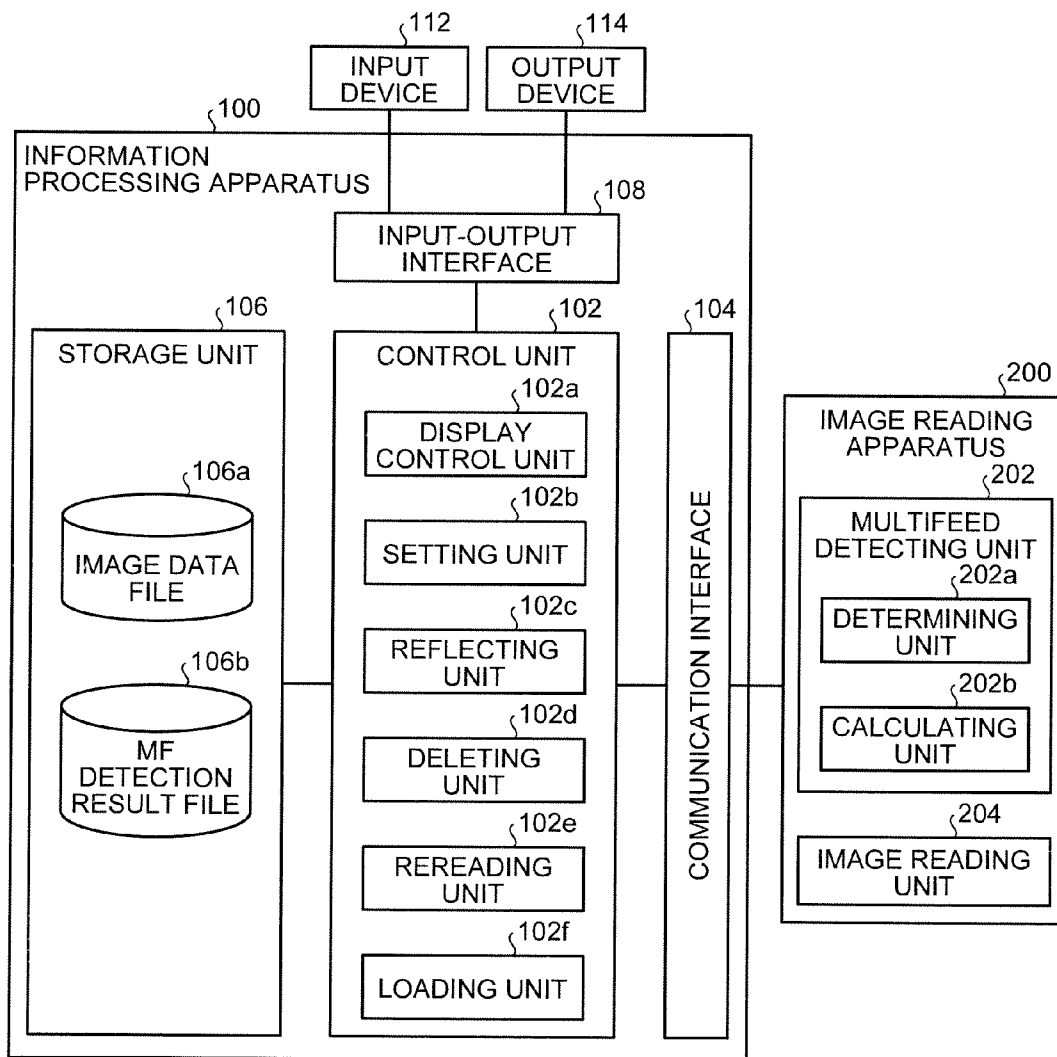 112
INPUT
DEVICE
114
OUTPUT
DEVICE
100
INFORMATION
PROCESSING APPARATUS
108
INPUT-OUTPUT
INTERFACE
106
STORAGE UNIT
106a
IMAGE DATA
FILE
106b
MF
DETECTION
RESULT FILE
102
CONTROL UNIT
102a
DISPLAY
CONTROL UNIT
102b
SETTING UNIT
102c
REFLECTING
UNIT
102d
DELETING
UNIT
102e
REREADING
UNIT
102f
LOADING UNIT
104
COMMUNICATION INTERFACE
200
IMAGE READING
APPARATUS
202
MULTIFEED
DETECTING UNIT
202a
DETERMINING
UNIT
202b
CALCULATING
UNIT
204
IMAGE READING
UNIT